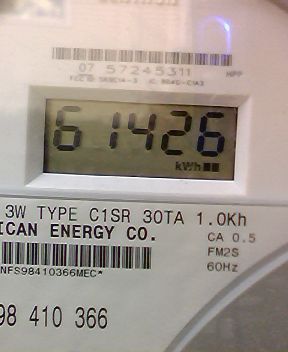 07 57245311 HPP
61426
kWh
3W TYPE C1SR 30TA 1.0Kh
ICAN ENERGY CO.
CA 0.5
FM2S
NFS98410366MEC*
60Hz
98 410 366